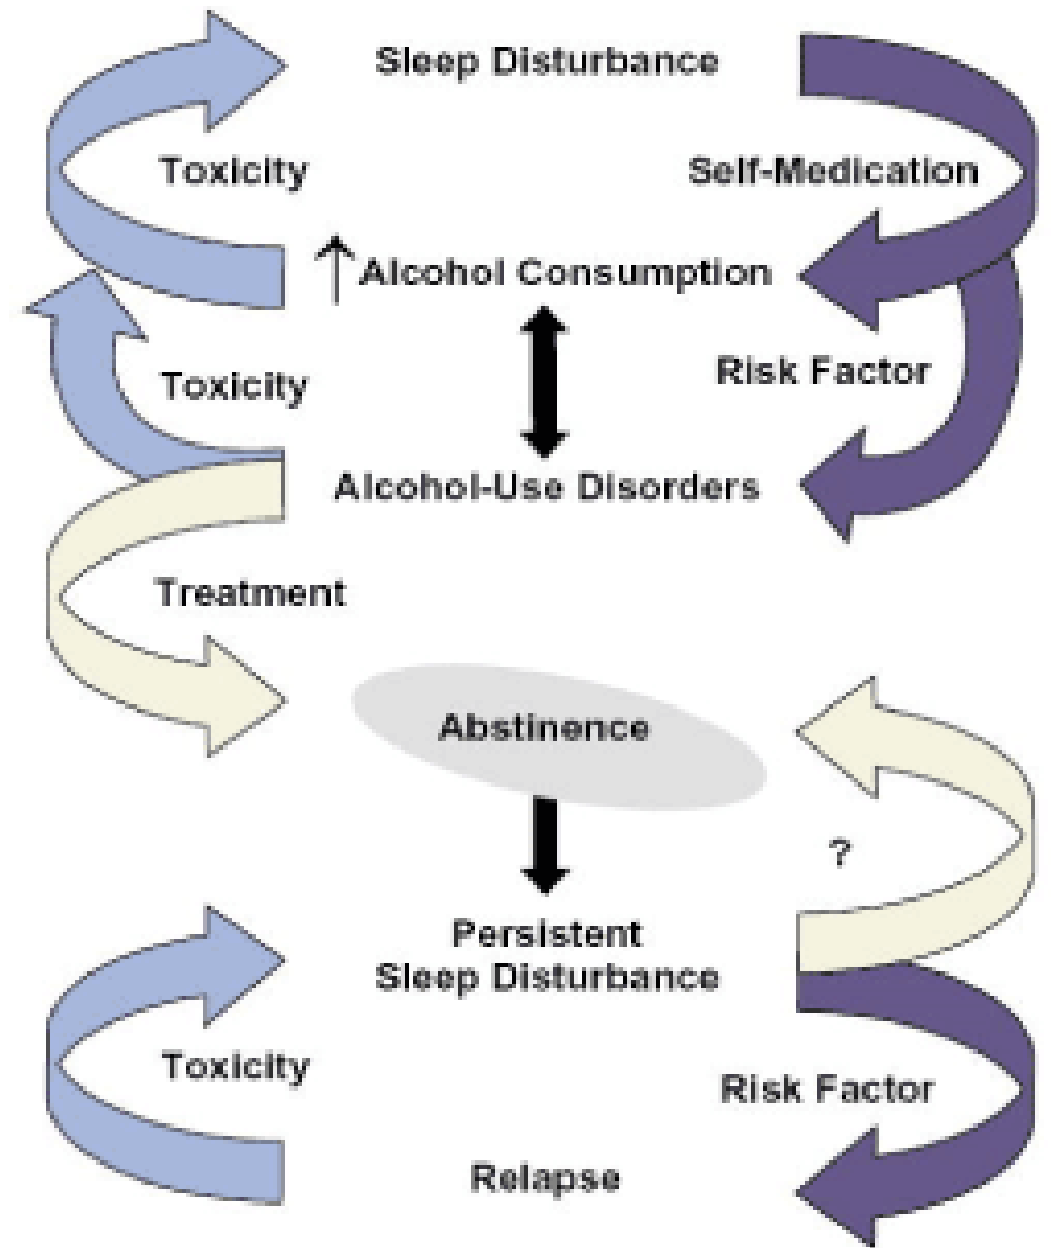 Sleep Disturbance
Toxicity
Self-Medication
↑Alcohol Consumption
Risk Factor
Toxicity
Alcohol-Use Disorders
Treatment
Abstinence
?
Persistent
Sleep Disturbance
Toxicity
Risk Factor
Relapse